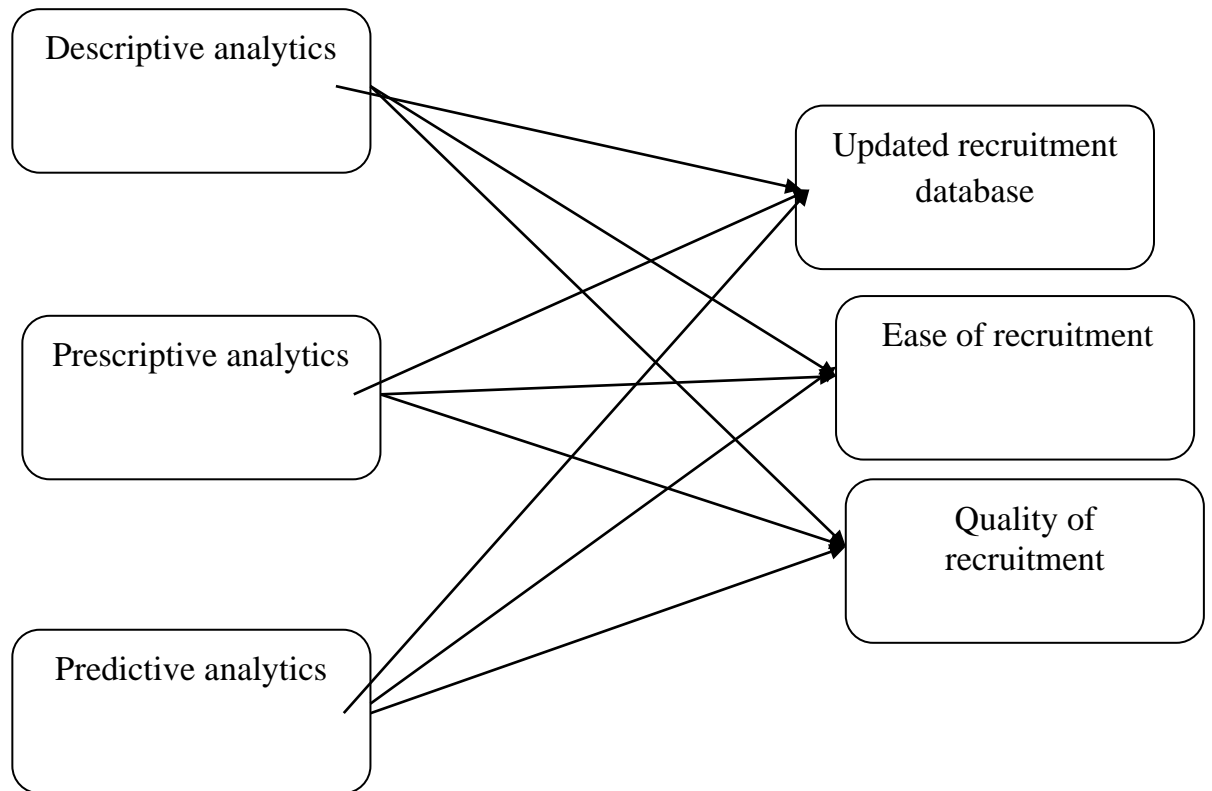 Descriptive analytics
Updated recruitment
database
Ease of recruitment
Prescriptive analytics
Quality of
recruitment
Predictive analytics